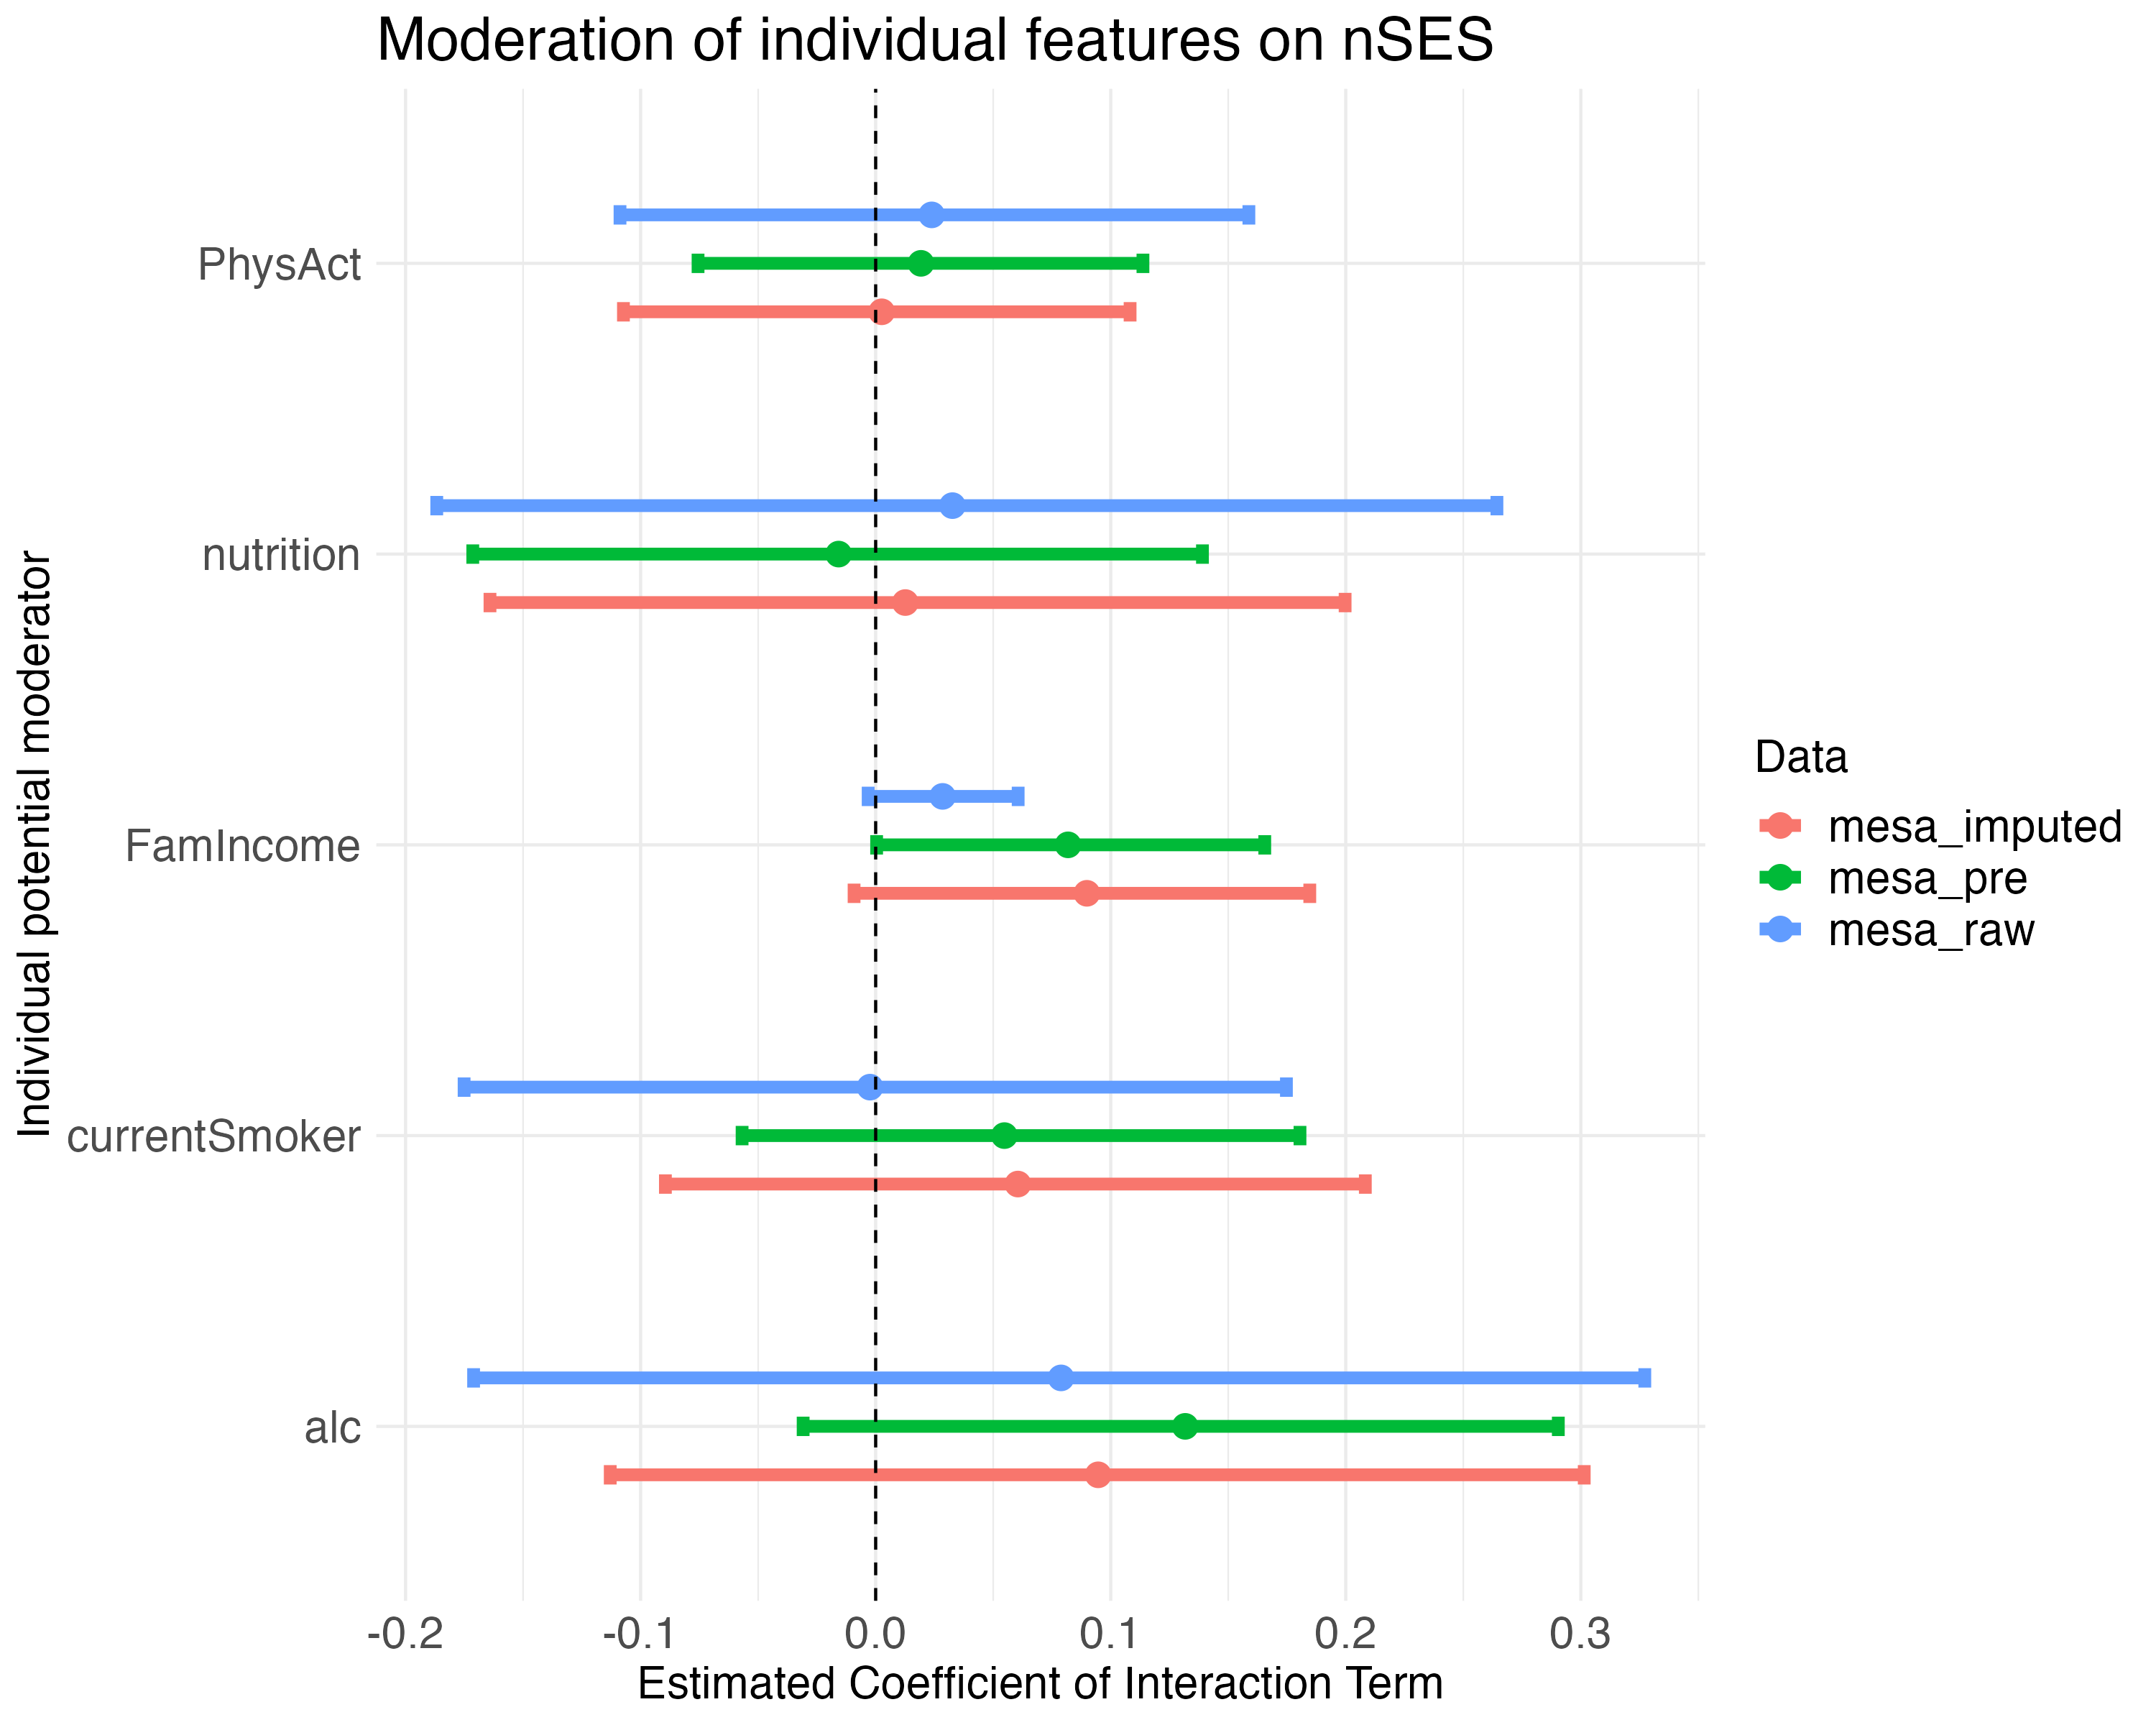 Moderation of individual features on nSES
Individual potential moderator
PhysAct
nutrition
FamIncome
currentSmoker
alc
-0.2
-0.1
0.0
0.1
0.2
0.3
Estimated Coefficient of Interaction Term
Data
mesa_imputed
mesa_pre
mesa_raw